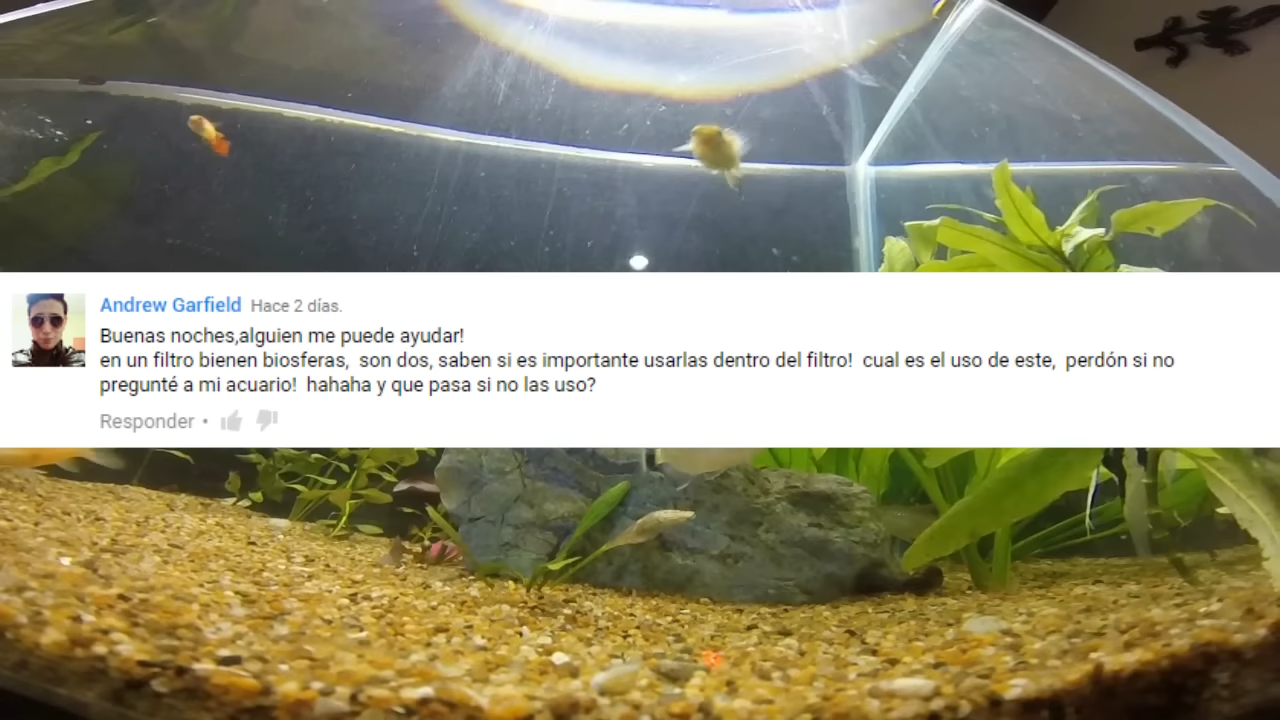 Andrew Garfield Hace 2 días.
Buenas noches,alguien me puede ayudar!
en un filtro bienen biosferas,  son dos, saben si es importante usarlas dentro del filtro!  cual es el uso de este,  perdón si no
pregunté a mi acuario!  hahaha y que pasa si no las uso?
Responder •